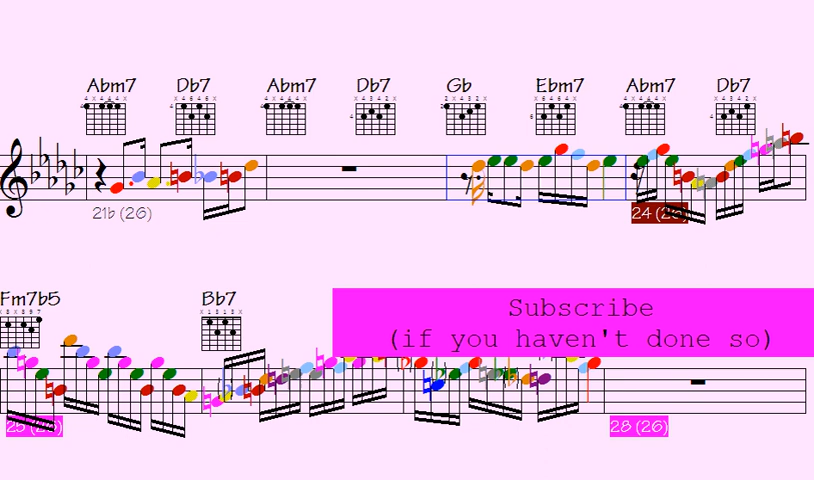 Abm7 Db7 Abm7 Db7 Gb Ebm7 Abm7 Db7
21b (26)
Fm7b5 Bb7
Subscribe
(if you haven't done so)
28 (26)